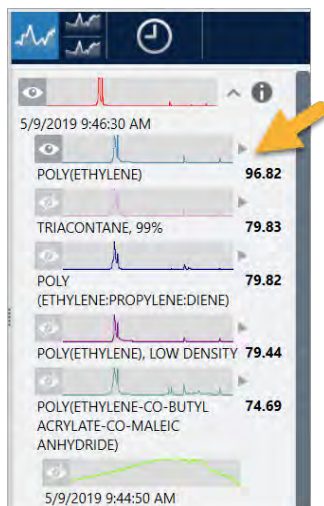 5/9/2019 9:46:30 AM
POLY(ETHYLENE) 96.82
TRIACONTANE, 99% 79.83
POLY 79.82
(ETHYLENE:PROPYLENE:DIENE)
POLY(ETHYLENE), LOW DENSITY 79.44
POLY(ETHYLENE-CO-BUTYL 74.69
ACRYLATE-CO-MALEIC
ANHYDRIDE)
5/9/2019 9:44:50 AM